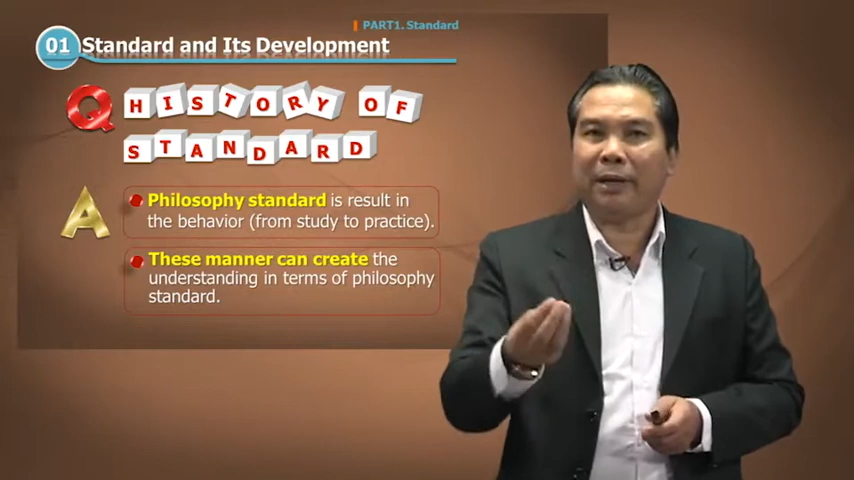 PART1. Standard
01 Standard and Its Development
Q HISTORY OF
STANDARD
A
Philosophy standard is result in
the behavior (from study to practice).
These manner can create the
understanding in terms of philosophy
standard.